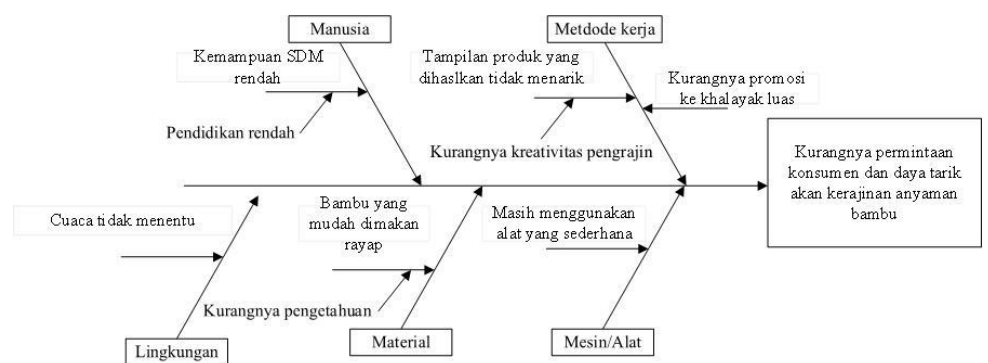 Manusia
Metdode kerja
Kemampuan SDM
rendah
Tampilan produk yang
dihaslkan tidak menarik
Kurangnya promosi
ke khalayak luas
Pendidikan rendah
Kurangnya kreativitas pengrajin
Kurangnya permintaan
konsumen dan daya tarik
akan kerajinan anyaman
bambu
Cuaca tidak menentu
Bambu yang
mudah dimakan
rayap
Masih menggunakan
alat yang sederhana
Kurangnya pengetahuan
Lingkungan
Material
Mesin/Alat